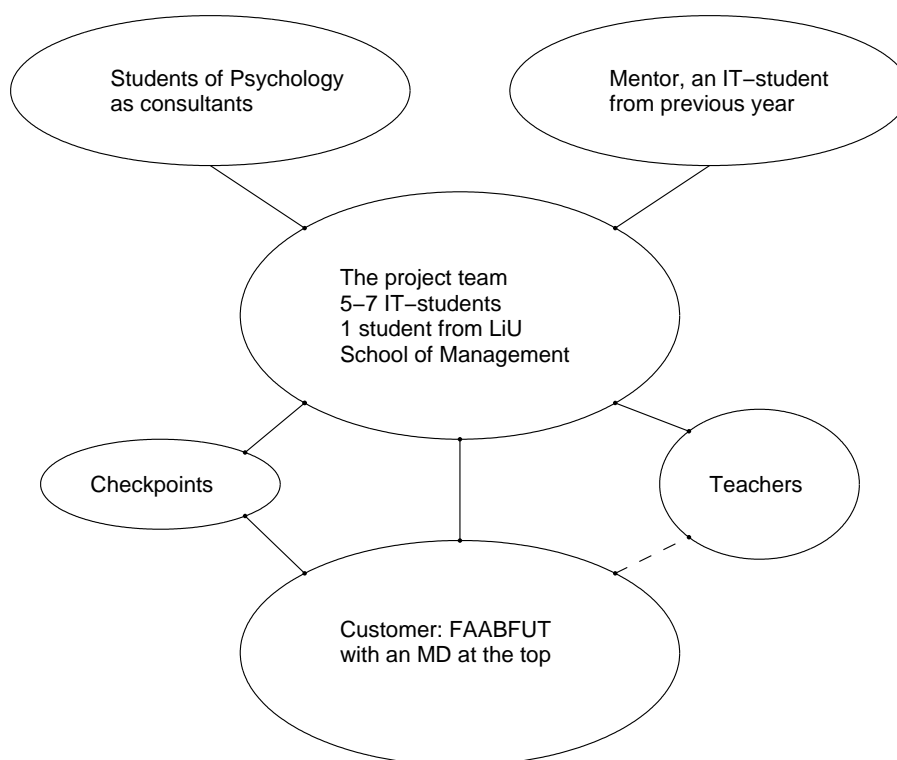 Students of Psychology
as consultants
Mentor, an IT−student
from previous year
The project team
5−7 IT−students
1 student from LiU
School of Management
Checkpoints
Teachers
Customer: FAABFUT
with an MD at the top